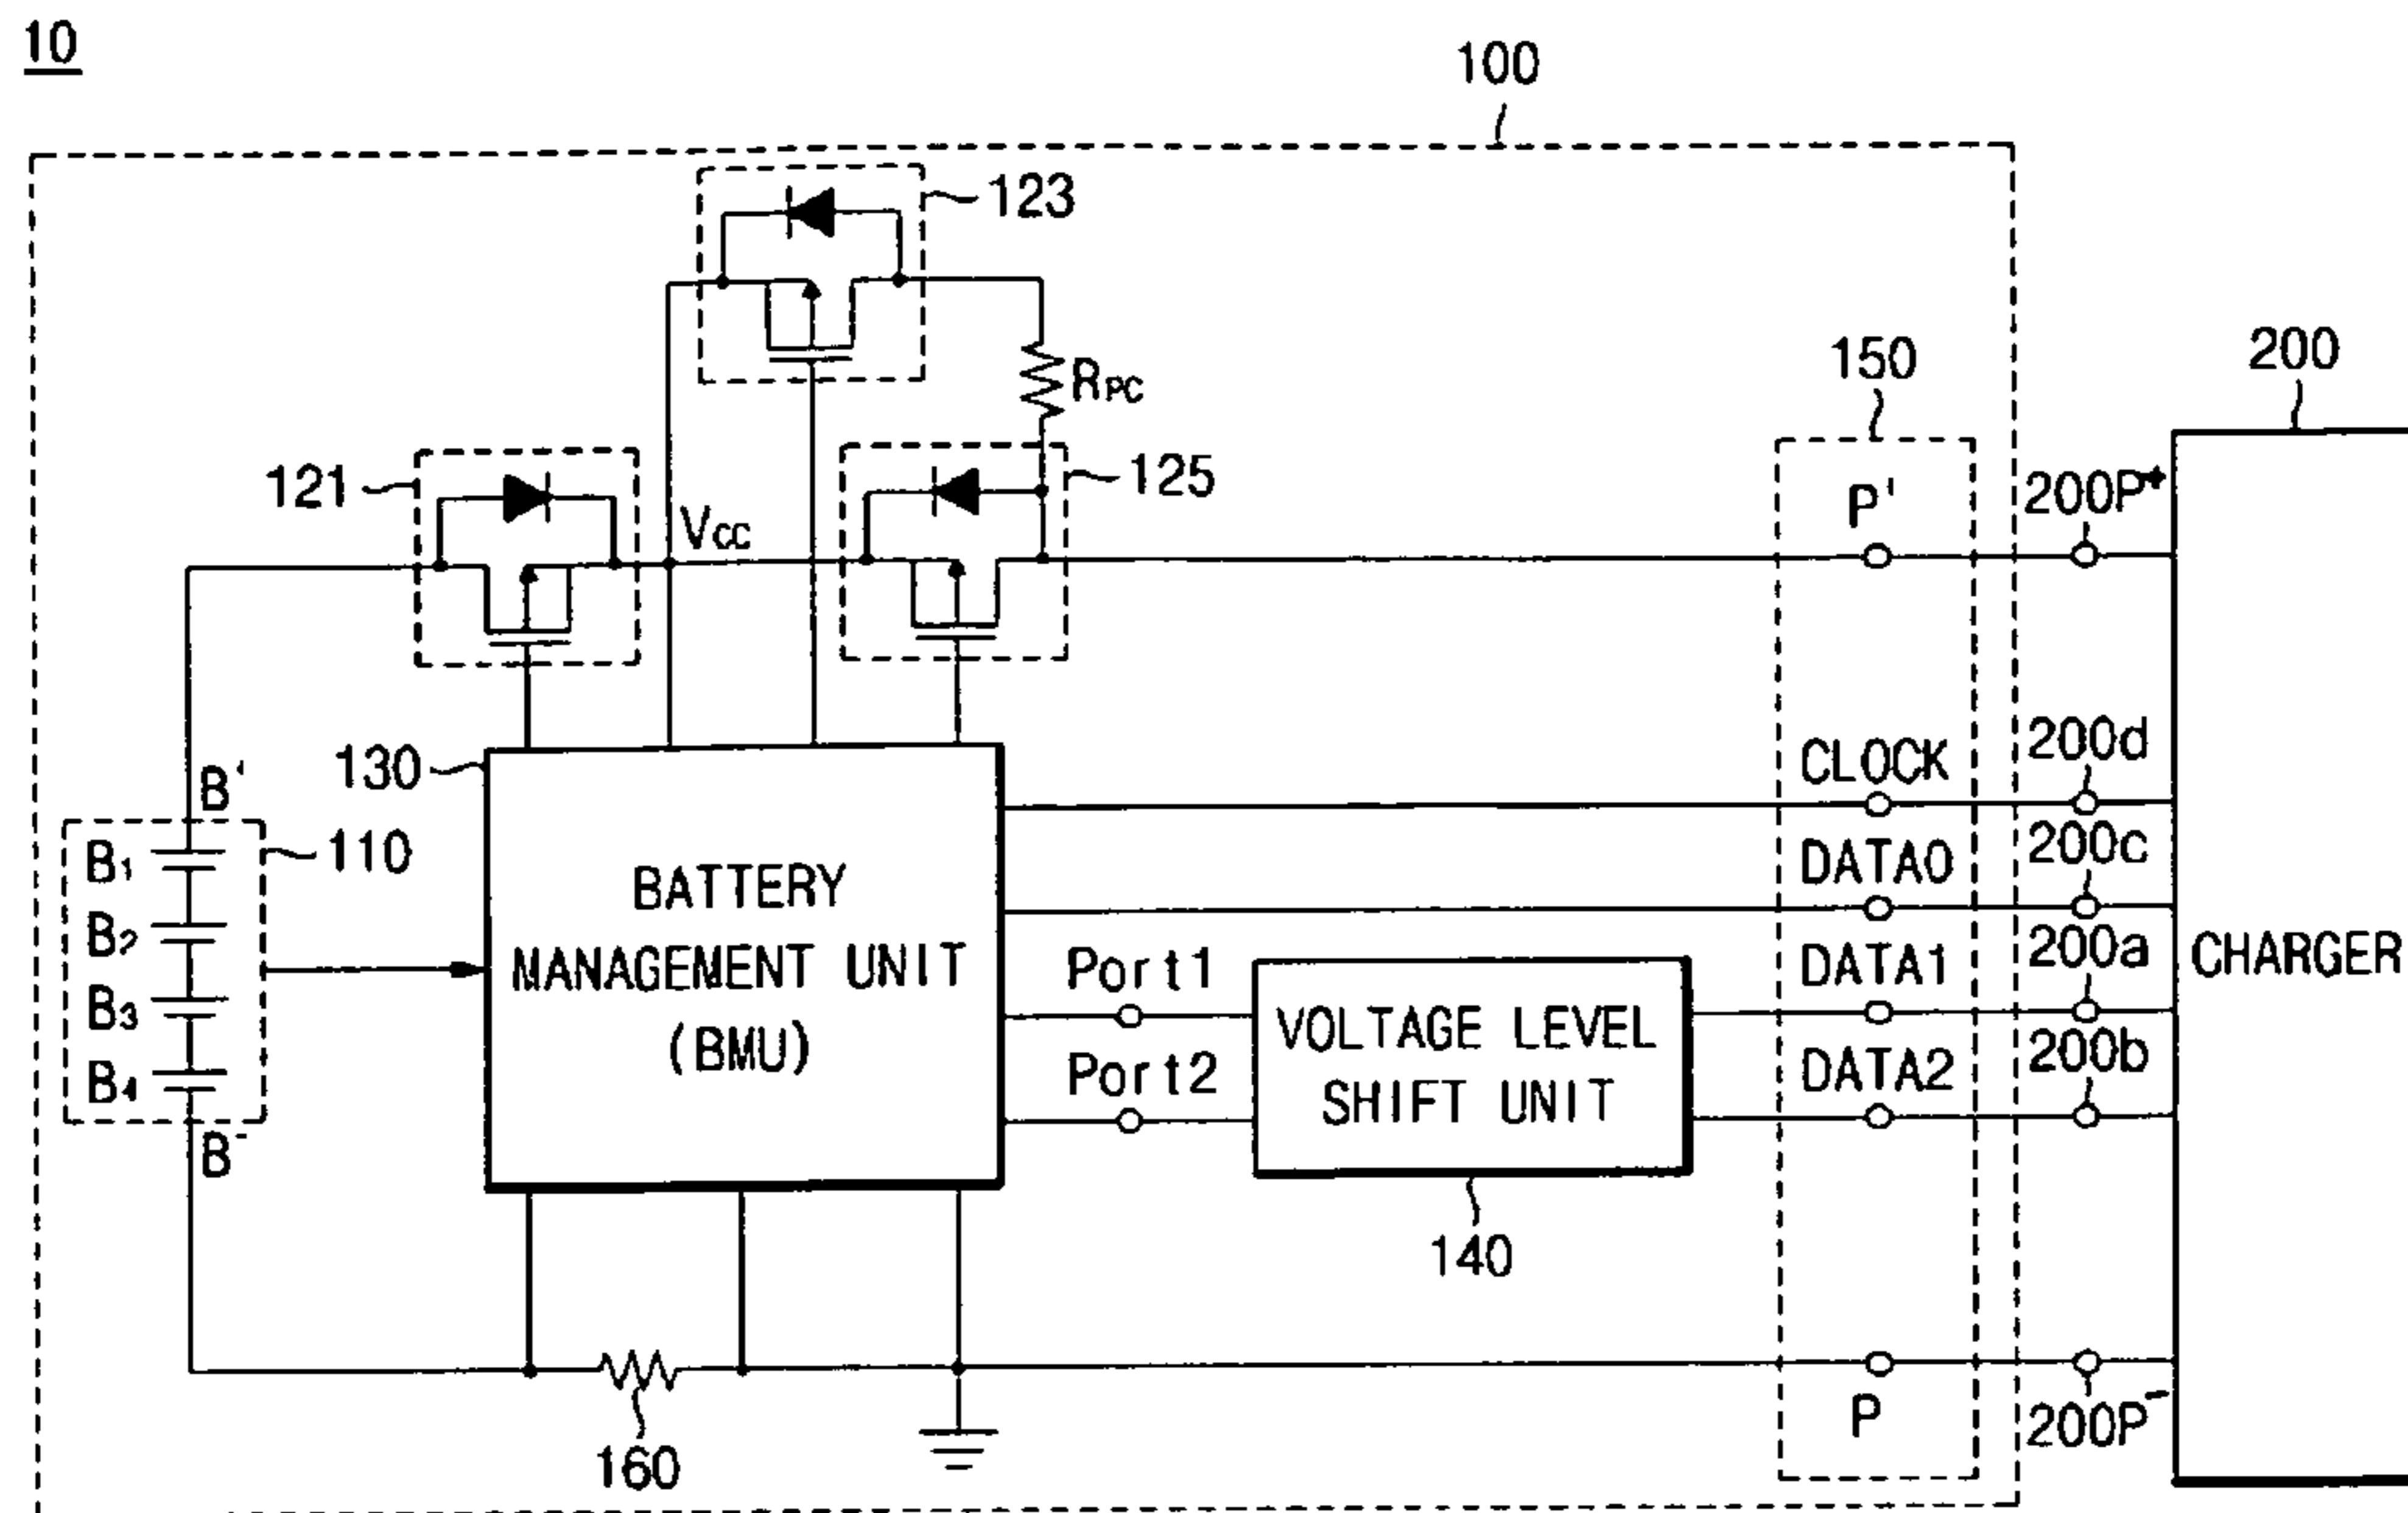 10
100
123
RPC
150
200
121
VCC
125
P'
200P+
130
B'
CLOCK
200d
110
B1
B2
B3
B4
B-
BATTERY
MANAGEMENT UNIT
(BMU)
DATA0
200c
Port1
DATA1
200a
Port2
DATA2
200b
VOLTAGE LEVEL
SHIFT UNIT
CHARGER
140
160
P
200P-